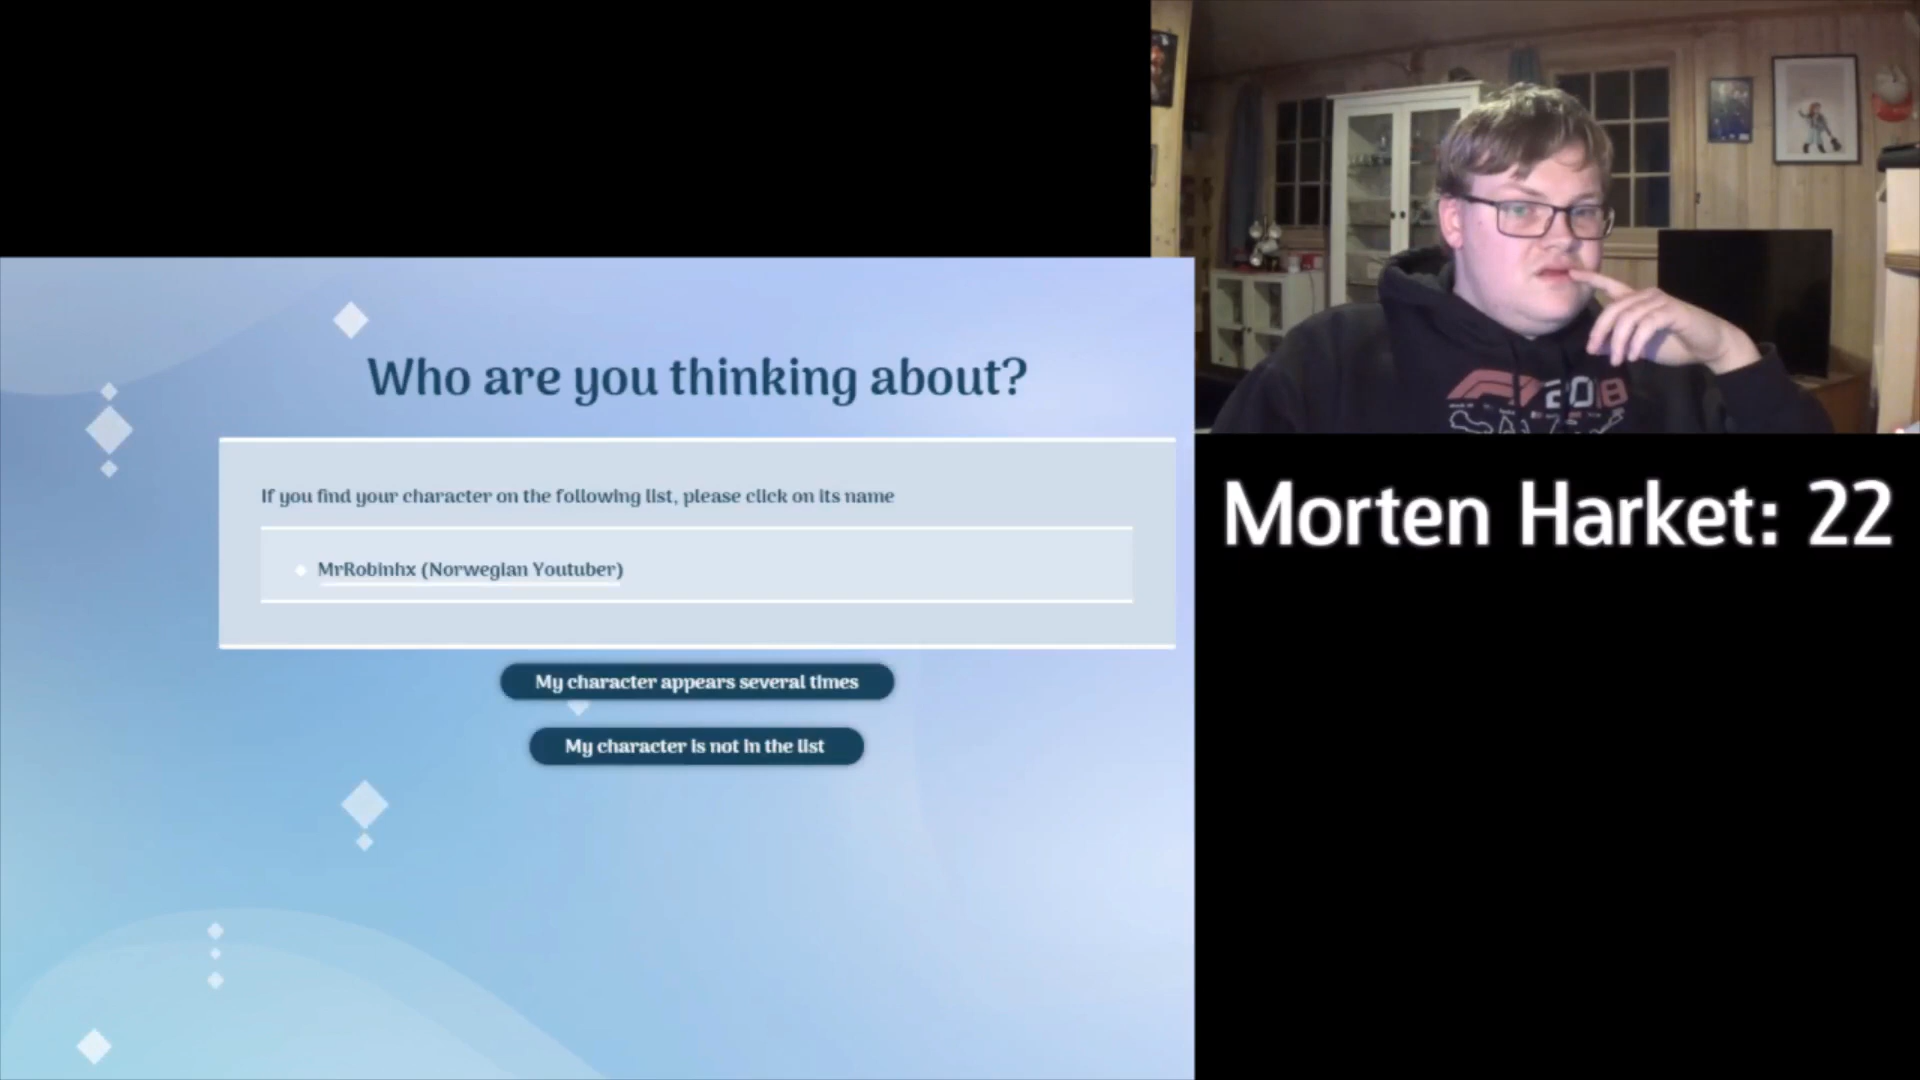 Who are you thinking about?
If you find your character on the following list, please click on its name
MrRobinhx (Norwegian Youtuber)
My character appears several times
My character is not in the list
2018
Morten Harket: 22